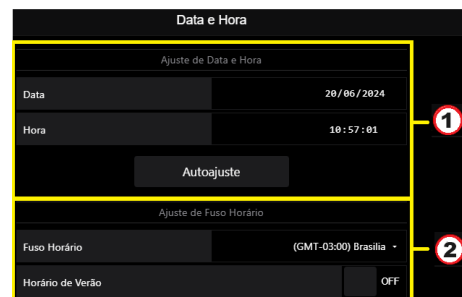 Data e Hora
Ajuste de Data e Hora
Data 20/06/2024
Hora 10:57:01
1
Autoajuste
Ajuste de Fuso Horário
Fuso Horário (GMT-03:00) Brasilia
2
Horário de Verão OFF